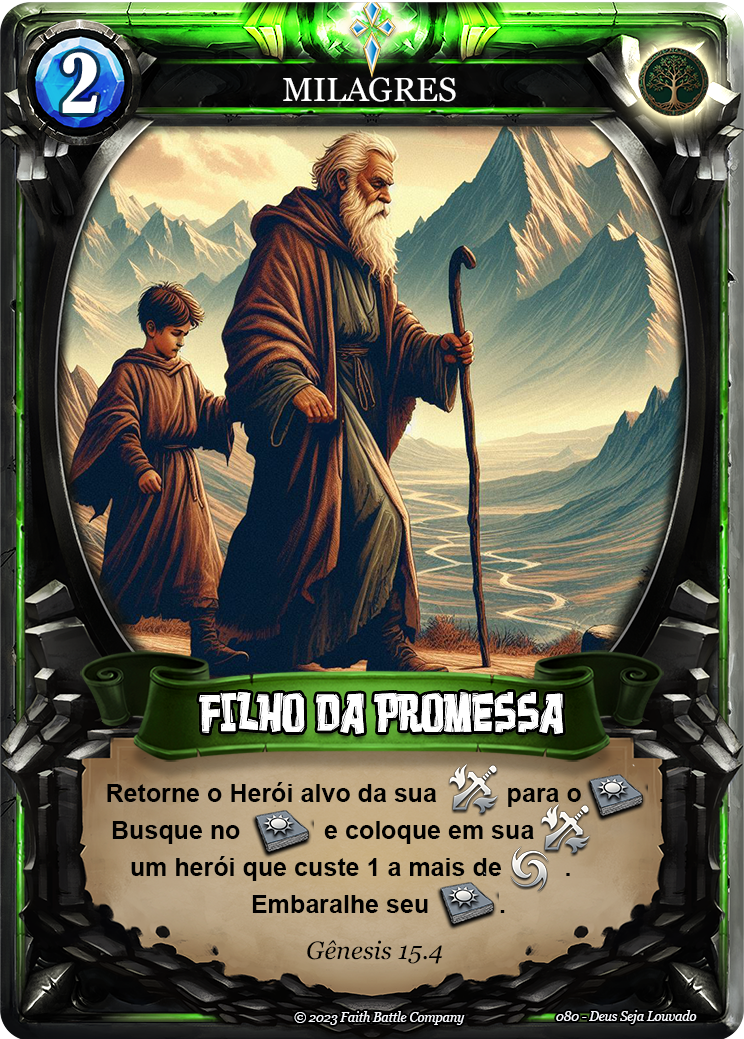 2
MILAGRES
FILHO DA PROMESSA
Retorne o Herói alvo da sua para o .
Busque no e coloque em sua
um herói que custe 1 a mais de .
Embaralhe seu .
Gênesis 15.4
© 2023 Faith Battle Company
080 - Deus Seja Louvado